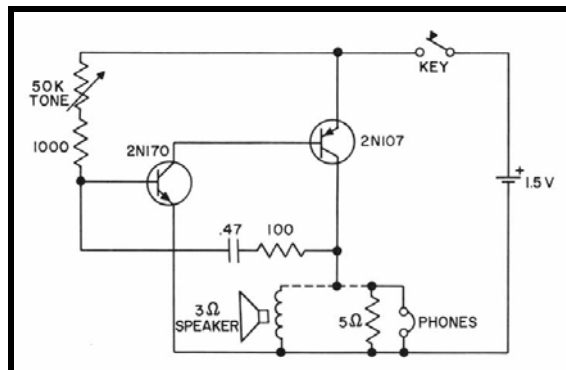 KEY
50K
TONE
1000
2N170
2N107
+
1.5 V
.47
100
3Ω
SPEAKER
5Ω
PHONES